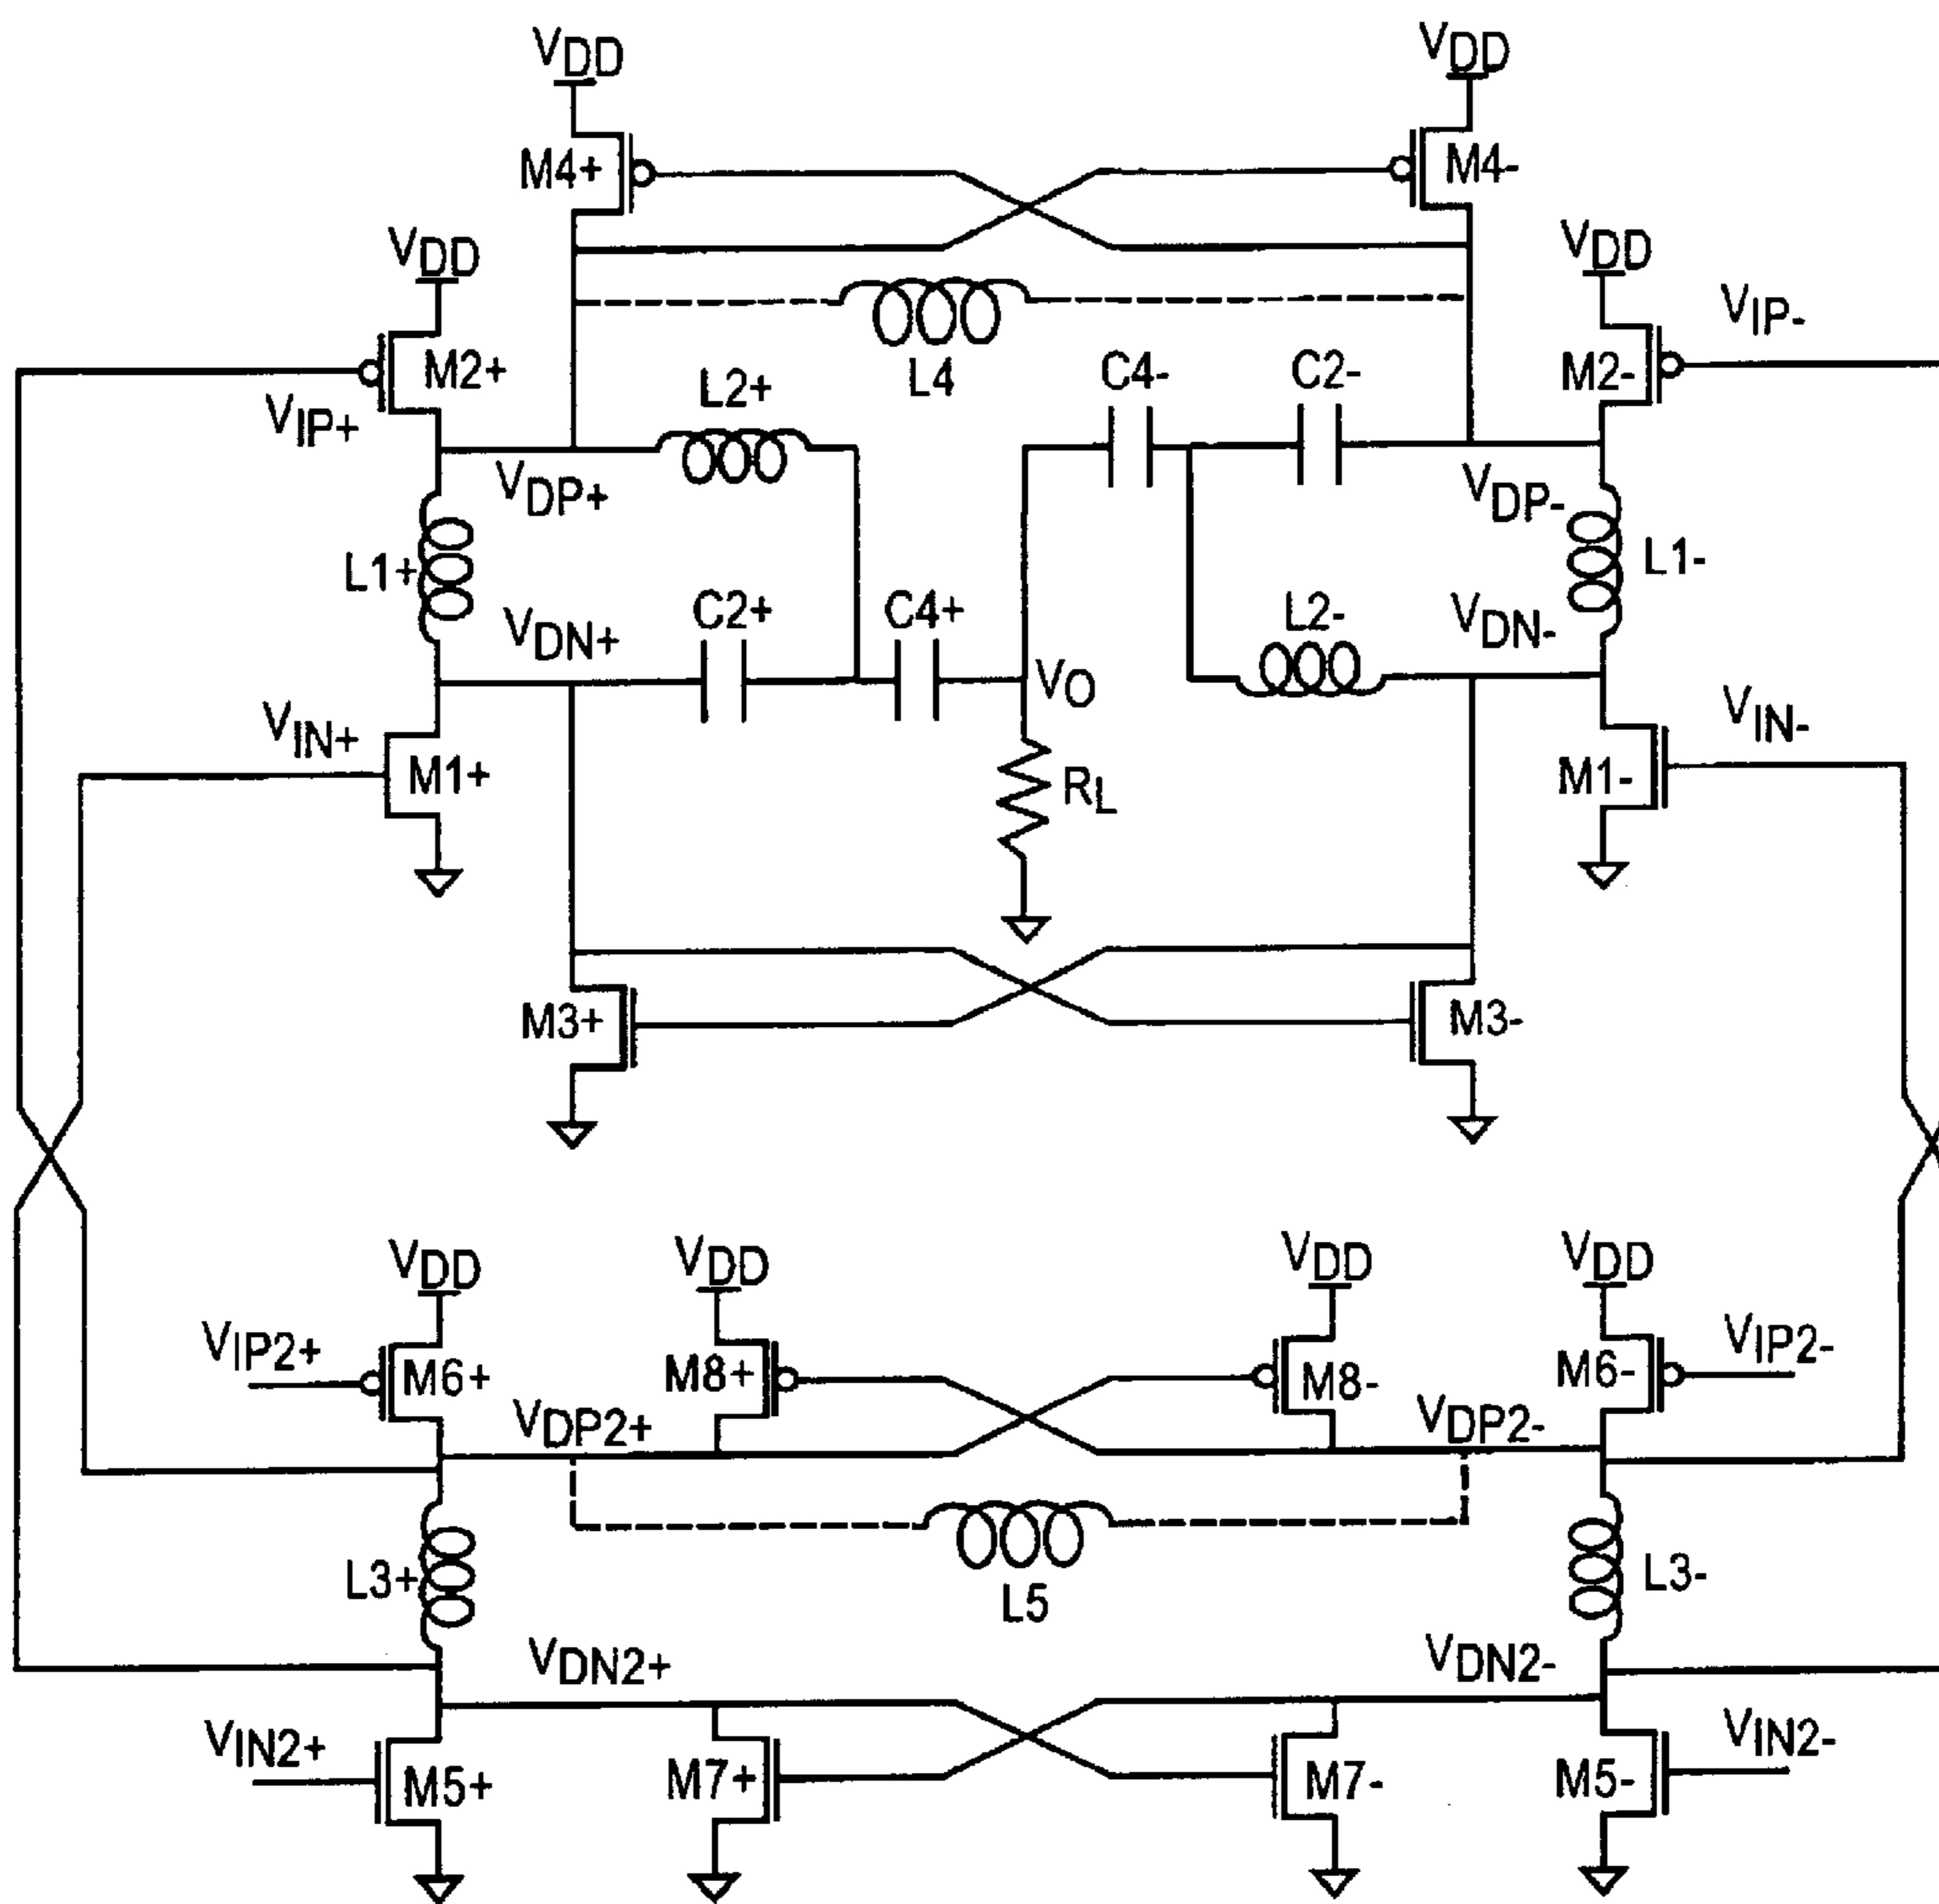 VDD
VDD
M4+
M4-
VDD
VDD
VIP-
M2+
M2-
L4
VIP+
L2+
C4-
C2-
VDP+
VDP-
L1+
L1-
VDN+
C2+
C4+
L2-
VDN-
VO
VIN+
VIN-
M1+
RL
M1-
M3+
M3-
VDD
VDD
VDD
VDD
VIP2+
M6+
M8+
M8-
M6-
VIP2-
VDP2+
VDP2-
L3+
L5
L3-
VDN2+
VDN2-
VIN2+
M5+
M7+
M7-
M5-
VIN2-